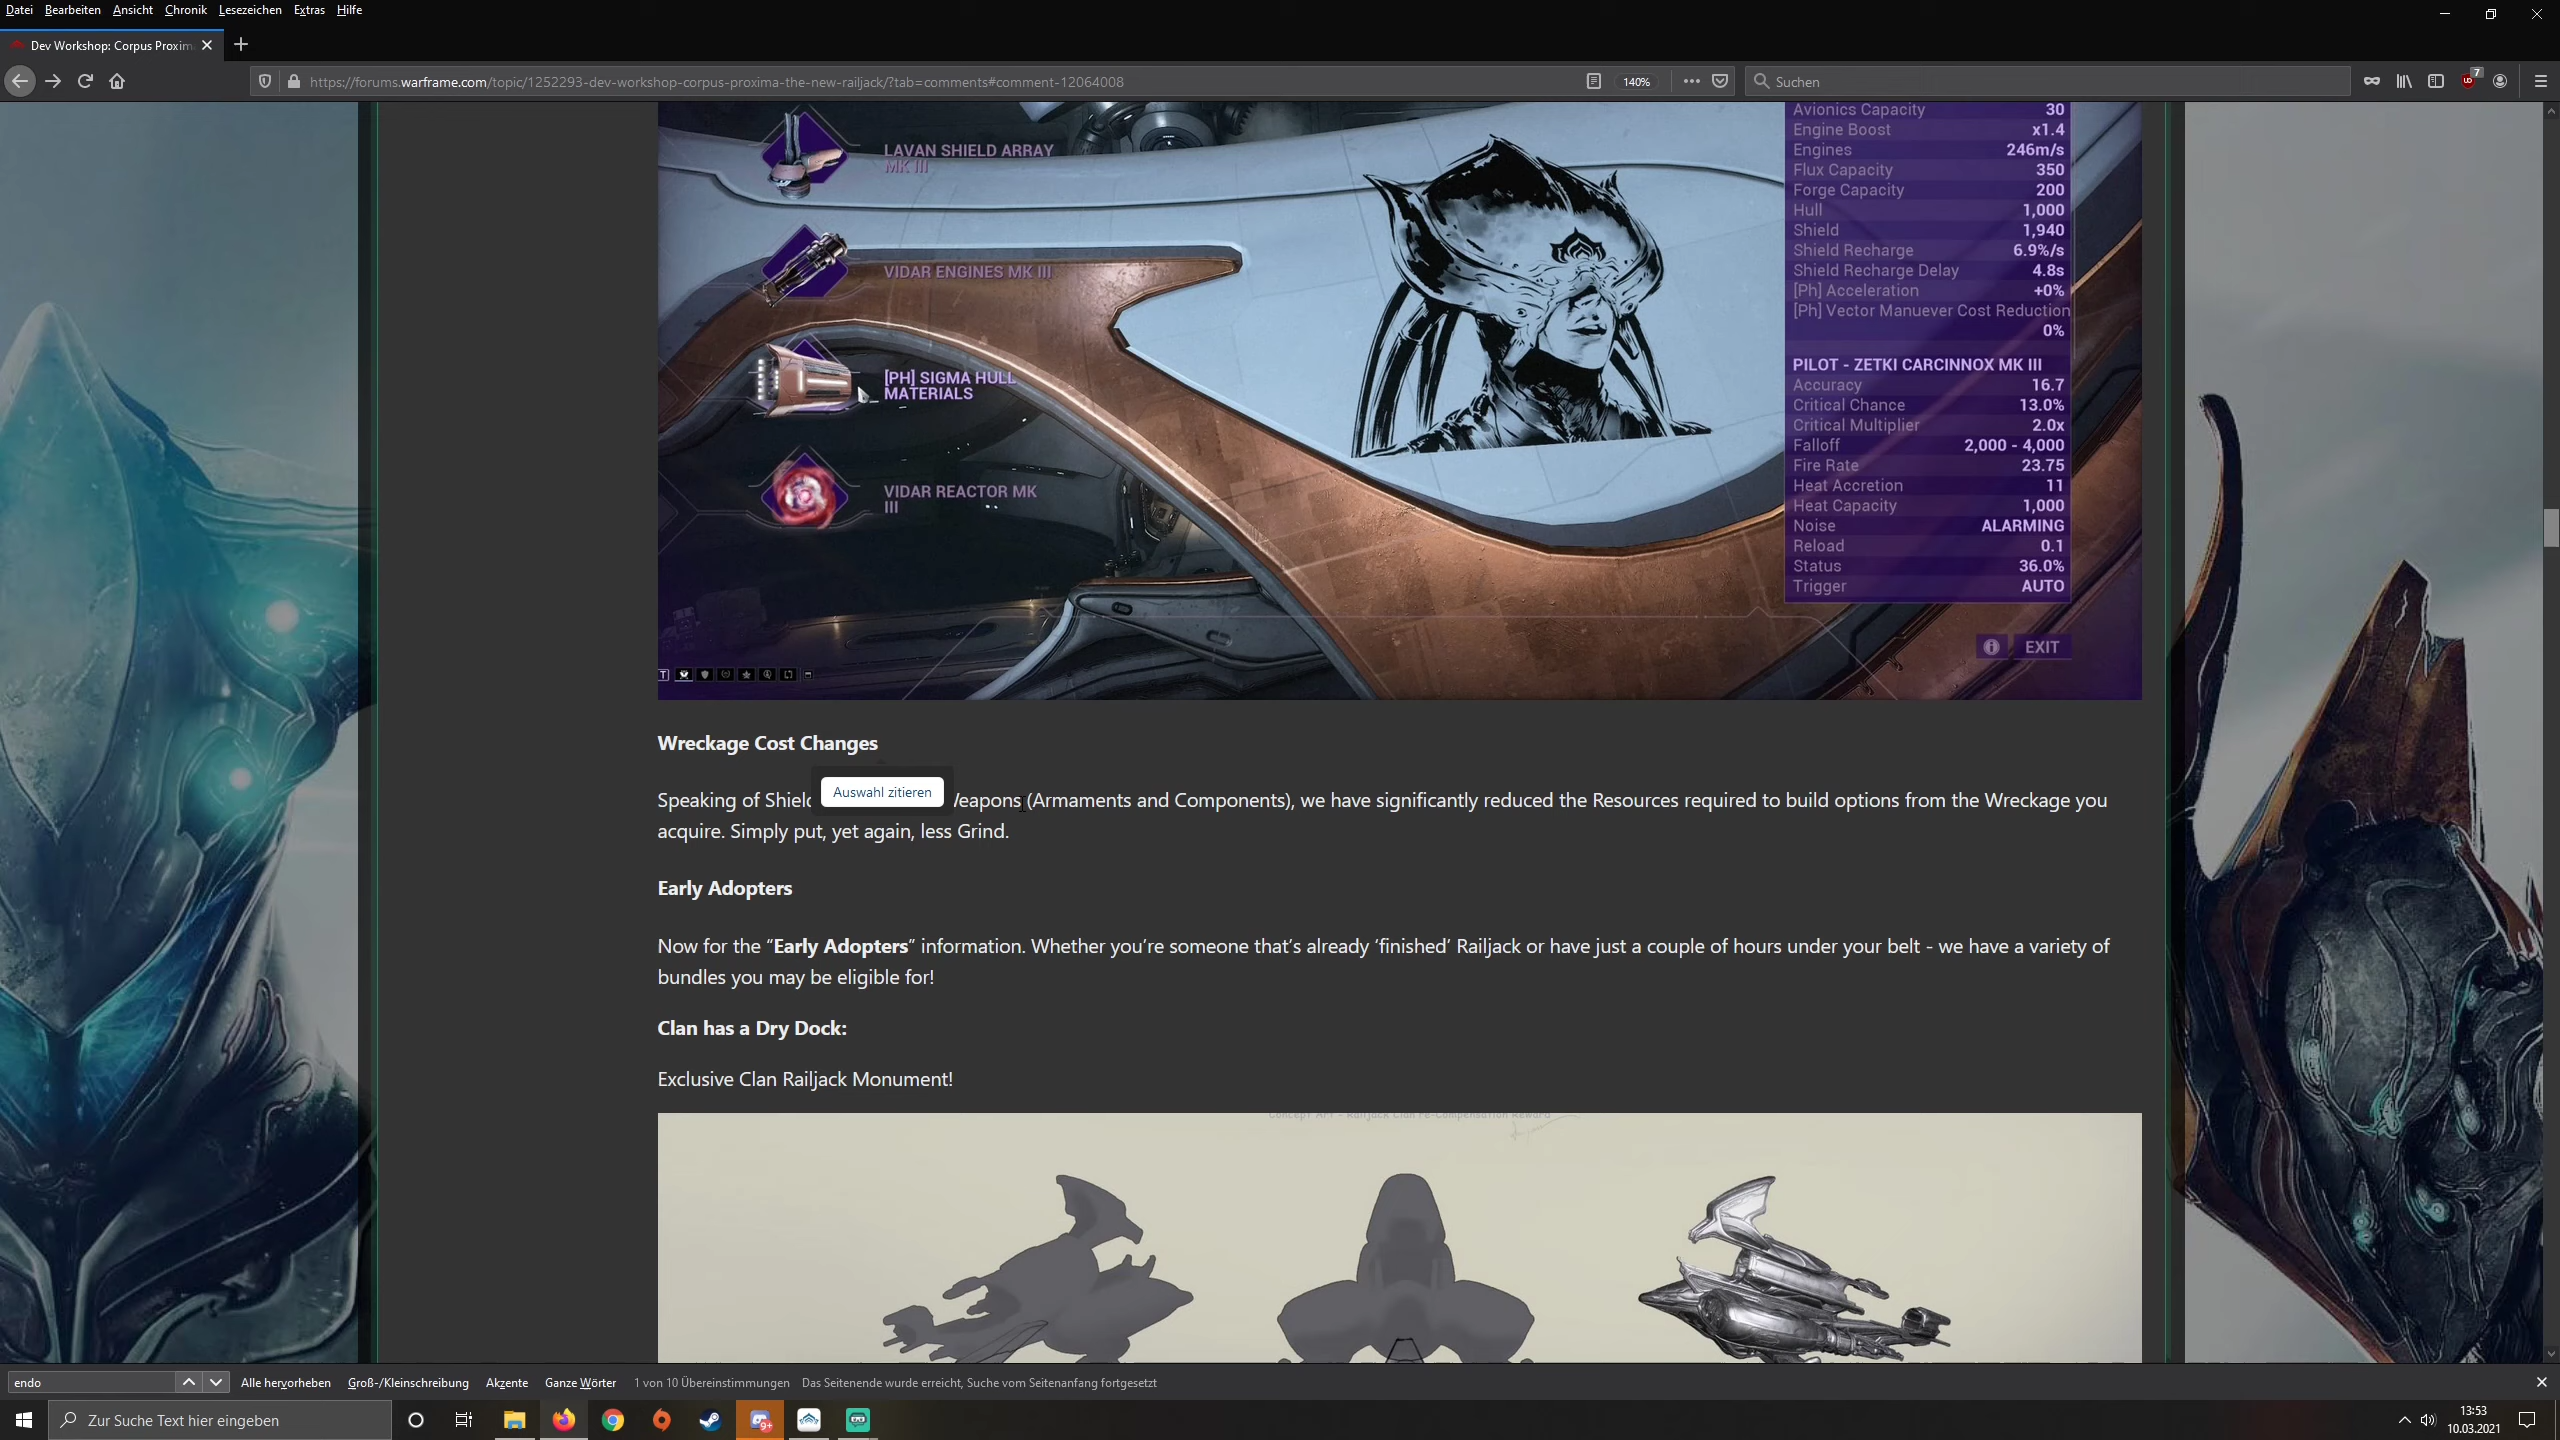 Datei Bearbeiten Ansicht Chronik Lesezeichen Extras Hilfe
Dev Workshop: Corpus Proxim
https://forums.warframe.com/topic/1252293-dev-workshop-corpus-proxima-the-new-railjack/?tab=comments#comment-12064008
140%
Suchen
7
LAVAN SHIELD ARRAY
MK III
VIDAR ENGINES MK III
[PH] SIGMA HULL
MATERIALS
VIDAR REACTOR MK
III
Avionics Capacity 30
Engine Boost x1.4
Engines 246m/s
Flux Capacity 350
Forge Capacity 200
Hull 1,000
Shield 1,940
Shield Recharge 6.9%/s
Shield Recharge Delay 4.8s
[Ph] Acceleration +0%
[Ph] Vector Manuever Cost Reduction
0%
PILOT - ZETKI CARCINNOX MK III
Accuracy 16.7
Critical Chance 13.0%
Critical Multiplier 2.0x
Falloff 2,000 - 4,000
Fire Rate 23.75
Heat Accretion 11
Heat Capacity 1,000
Noise ALARMING
Reload 0.1
Status 36.0%
Trigger AUTO
EXIT
T
Wreckage Cost Changes
Auswahl zitieren
Speaking of Shield Weapons (Armaments and Components), we have significantly reduced the Resources required to build options from the Wreckage you
acquire. Simply put, yet again, less Grind.
Early Adopters
Now for the “Early Adopters” information. Whether you’re someone that’s already ‘finished’ Railjack or have just a couple of hours under your belt - we have a variety of
bundles you may be eligible for!
Clan has a Dry Dock:
Exclusive Clan Railjack Monument!
Concept Art - Railjack Clan Re-Compensation Reward
endo
Alle hervorheben Groß-/Kleinschreibung Akzente Ganze Wörter 1 von 10 Übereinstimmungen Das Seitenende wurde erreicht, Suche vom Seitenanfang fortgesetzt
Zur Suche Text hier eingeben
9+
13:53
10.03.2021